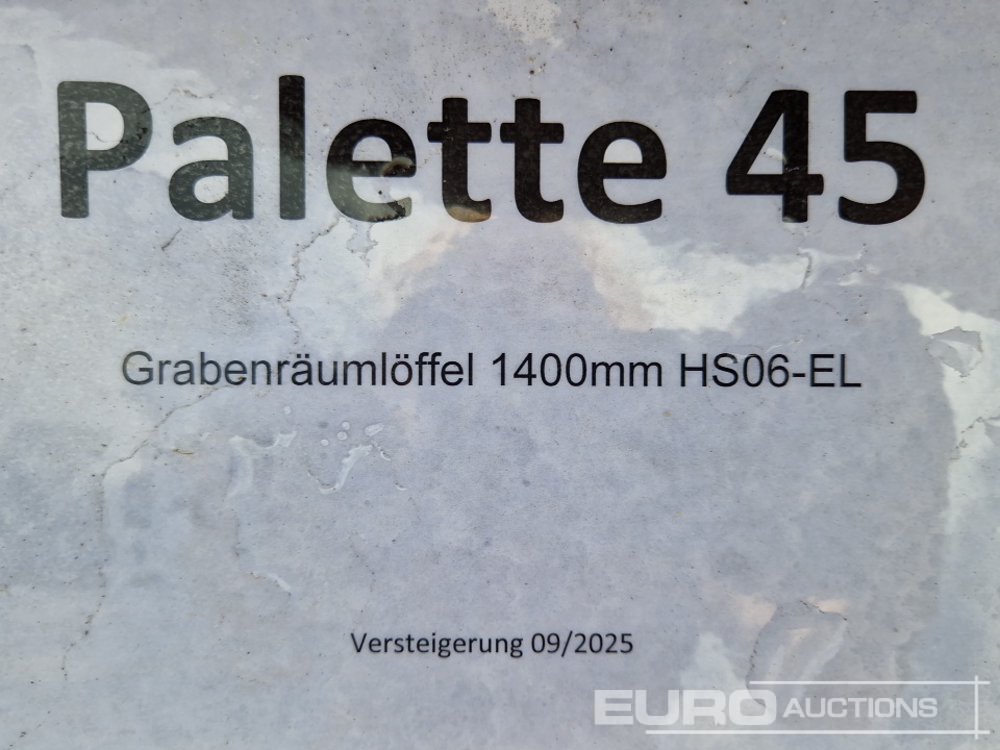 Palette 45
Grabenräumlöffel 1400mm HS06-EL
Versteigerung 09/2025
EURO AUCTIONS